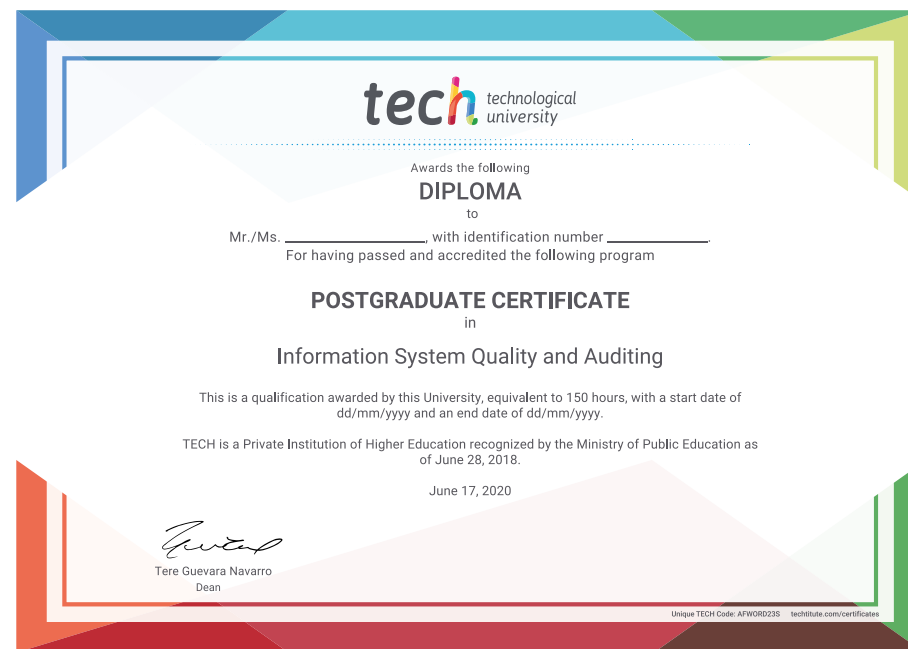 tech technological
university
Awards the following
DIPLOMA
to
Mr./Ms. ____________________, with identification number __________________.
For having passed and accredited the following program
POSTGRADUATE CERTIFICATE
in
Information System Quality and Auditing
This is a qualification awarded by this University, equivalent to 150 hours, with a start date of
dd/mm/yyyy and an end date of dd/mm/yyyy.
TECH is a Private Institution of Higher Education recognized by the Ministry of Public Education as
of June 28, 2018.
June 17, 2020
Tere Guevara Navarro
Dean
Unique TECH Code: AFWORD23S techtitute.com/certificates